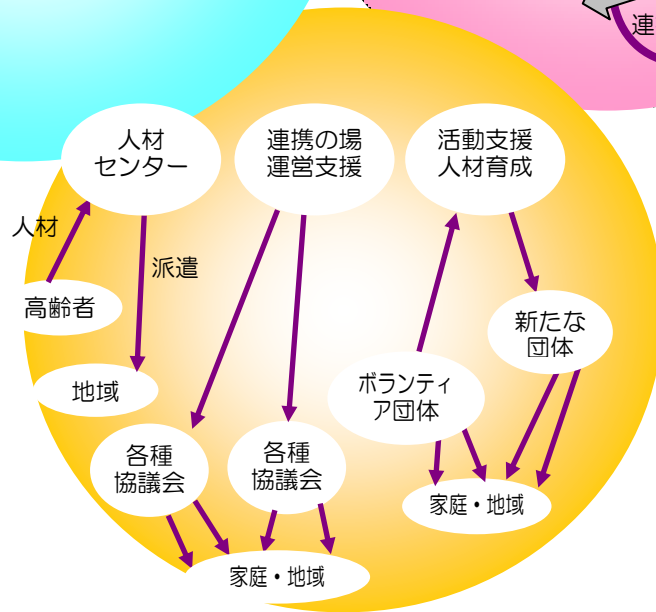 連
人材
センター
連携の場
運営支援
活動支援
人材育成
人材
派遣
高齢者
新たな
団体
地域
ボランティ
ア団体
各種
協議会
各種
協議会
家庭・地域
家庭・地域